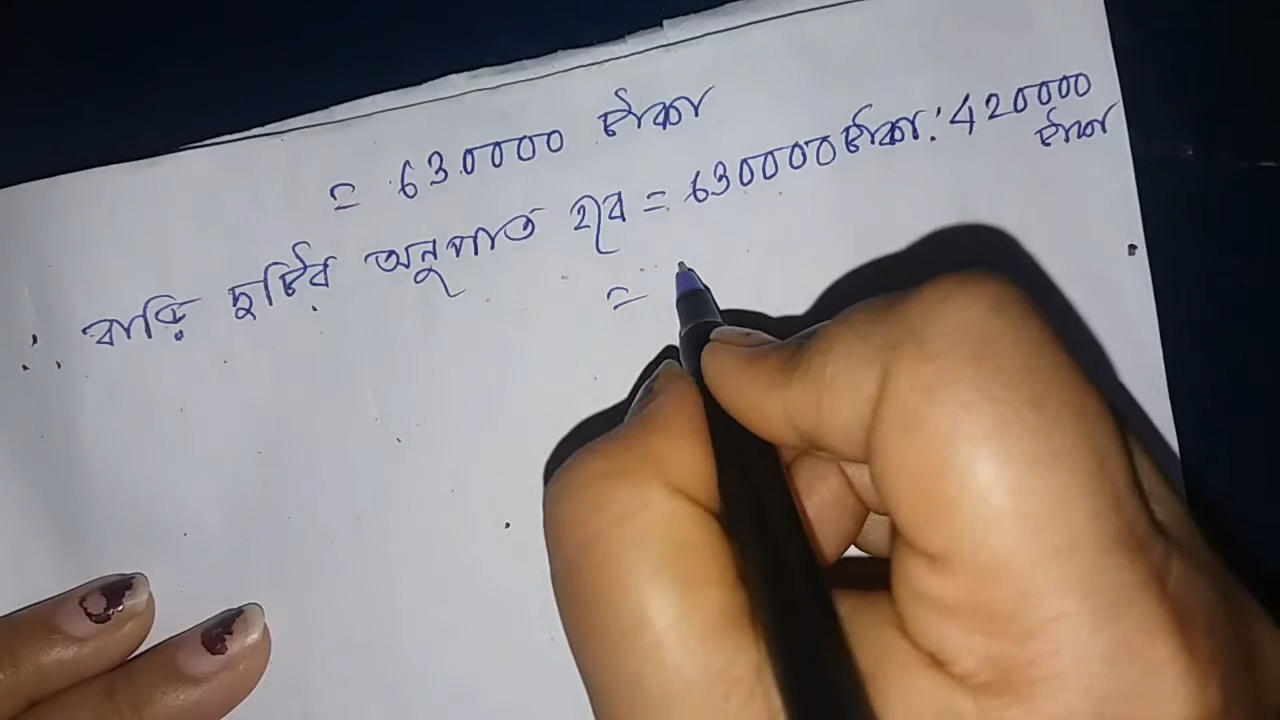 = 630000 টাকা
∴ বাকি দুটির অনুপাত হবে = 630000 টাকা : 420000 টাকা
=